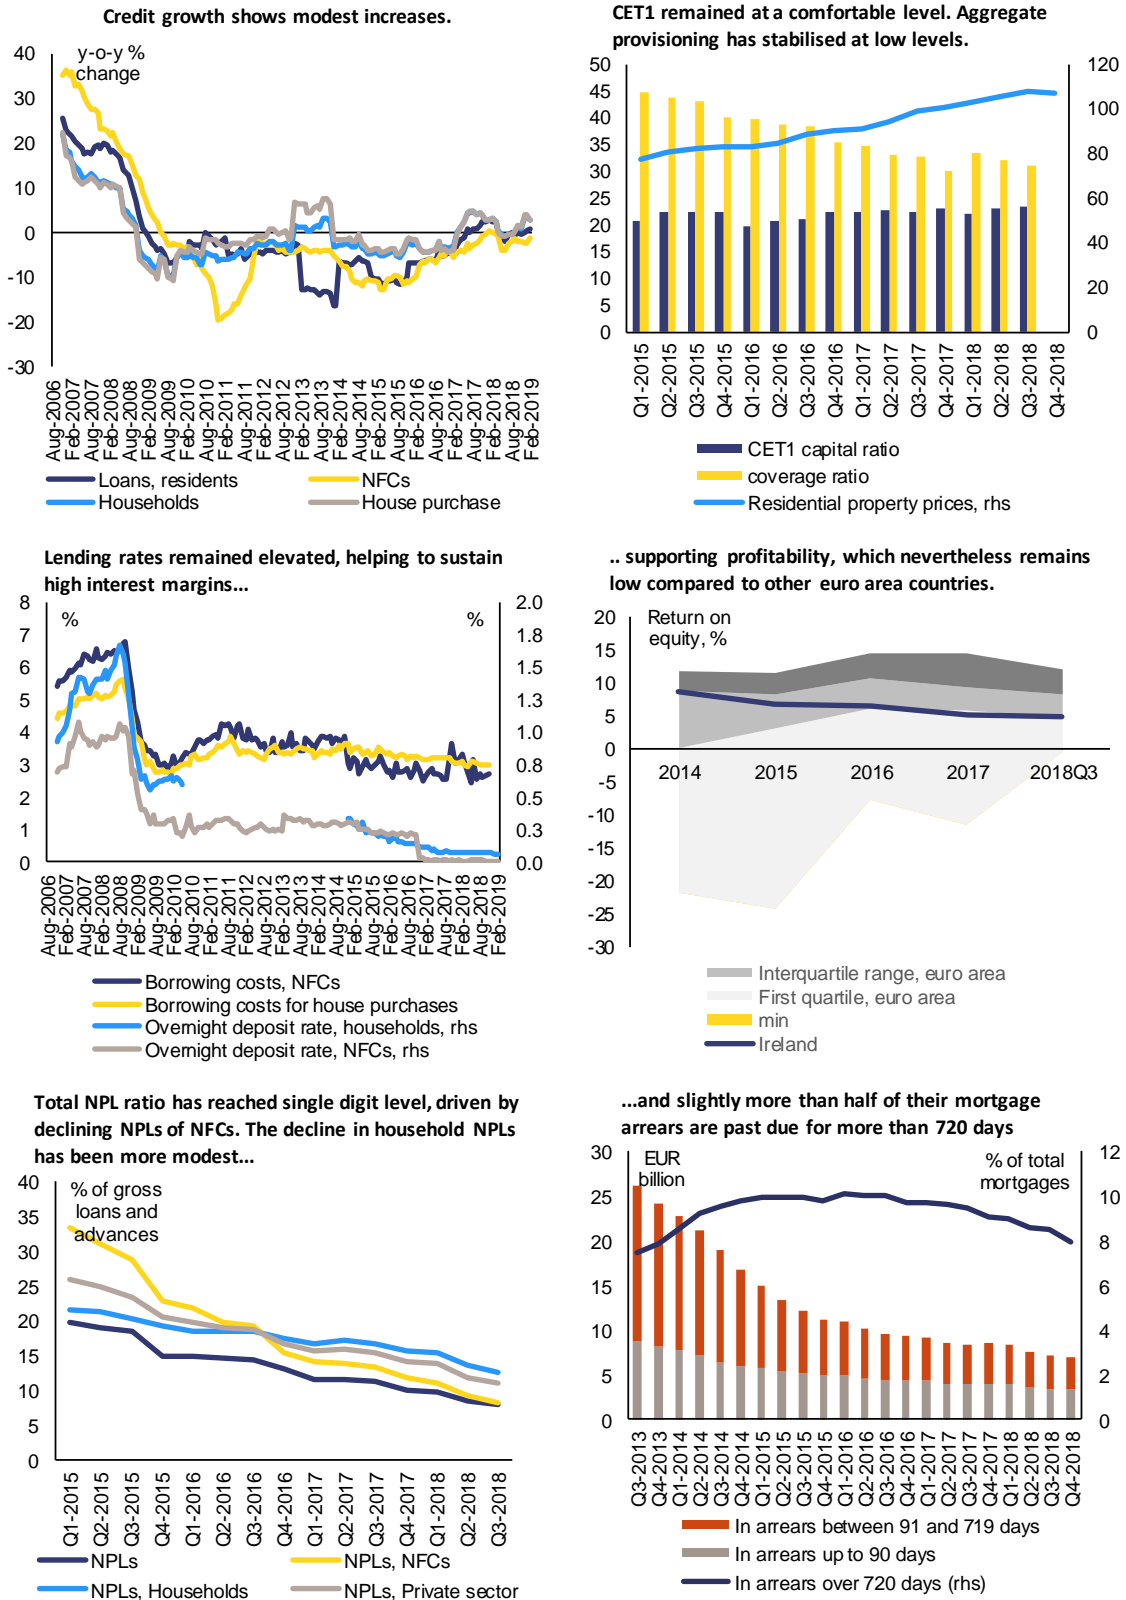 Credit growth shows modest increases.
y-o-y %
change
40
30
20
10
0
-10
-20
-30
Aug-2006
Feb-2007
Aug-2007
Feb-2008
Aug-2008
Feb-2009
Aug-2009
Feb-2010
Aug-2010
Feb-2011
Aug-2011
Feb-2012
Aug-2012
Feb-2013
Aug-2013
Feb-2014
Aug-2014
Feb-2015
Aug-2015
Feb-2016
Aug-2016
Feb-2017
Aug-2017
Feb-2018
Aug-2018
Feb-2019
Loans, residents
NFCs
Households
House purchase
CET1 remained at a comfortable level. Aggregate
provisioning has stabilised at low levels.
50
45
40
35
30
25
20
15
10
5
0
120
100
80
60
40
20
0
Q1-2015
Q2-2015
Q3-2015
Q4-2015
Q1-2016
Q2-2016
Q3-2016
Q4-2016
Q1-2017
Q2-2017
Q3-2017
Q4-2017
Q1-2018
Q2-2018
Q3-2018
Q4-2018
CET1 capital ratio
coverage ratio
Residential property prices, rhs
Lending rates remained elevated, helping to sustain
high interest margins...
%
%
8
7
6
5
4
3
2
1
0
2.0
1.8
1.5
1.3
1.0
0.8
0.5
0.3
0.0
Aug-2006
Feb-2007
Aug-2007
Feb-2008
Aug-2008
Feb-2009
Aug-2009
Feb-2010
Aug-2010
Feb-2011
Aug-2011
Feb-2012
Aug-2012
Feb-2013
Aug-2013
Feb-2014
Aug-2014
Feb-2015
Aug-2015
Feb-2016
Aug-2016
Feb-2017
Aug-2017
Feb-2018
Aug-2018
Feb-2019
Borrowing costs, NFCs
Borrowing costs for house purchases
Overnight deposit rate, households, rhs
Overnight deposit rate, NFCs, rhs
.. supporting profitability, which nevertheless remains
low compared to other euro area countries.
Return on
equity, %
20
15
10
5
0
-5
-10
-15
-20
-25
-30
2014
2015
2016
2017
2018Q3
Interquartile range, euro area
First quartile, euro area
min
Ireland
Total NPL ratio has reached single digit level, driven by
declining NPLs of NFCs. The decline in household NPLs
has been more modest...
% of gross
loans and
advances
40
35
30
25
20
15
10
5
0
Q1-2015
Q2-2015
Q3-2015
Q4-2015
Q1-2016
Q2-2016
Q3-2016
Q4-2016
Q1-2017
Q2-2017
Q3-2017
Q4-2017
Q1-2018
Q2-2018
Q3-2018
NPLs
NPLs, NFCs
NPLs, Households
NPLs, Private sector
...and slightly more than half of their mortgage
arrears are past due for more than 720 days
EUR
billion
% of total
mortgages
30
25
20
15
10
5
0
12
10
8
6
4
2
0
Q3-2013
Q4-2013
Q1-2014
Q2-2014
Q3-2014
Q4-2014
Q1-2015
Q2-2015
Q3-2015
Q4-2015
Q1-2016
Q2-2016
Q3-2016
Q4-2016
Q1-2017
Q2-2017
Q3-2017
Q4-2017
Q1-2018
Q2-2018
Q3-2018
Q4-2018
In arrears between 91 and 719 days
In arrears up to 90 days
In arrears over 720 days (rhs)